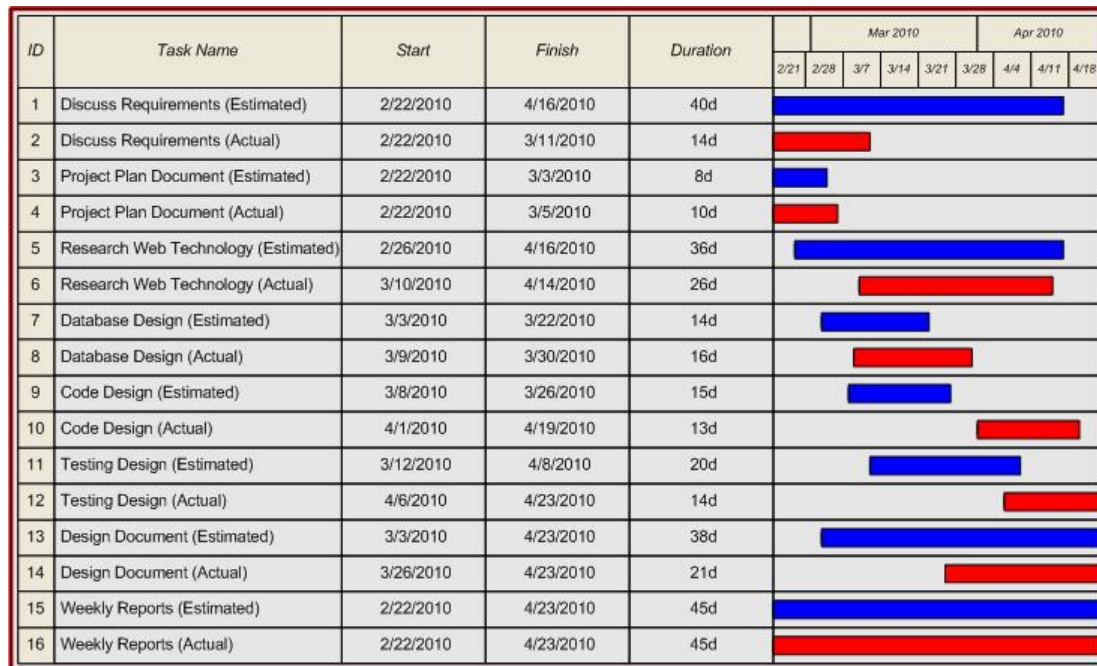 ID Task Name Start Finish Duration Mar 2010 Apr 2010
2/21 2/28 3/7 3/14 3/21 3/28 4/4 4/11 4/18
1 Discuss Requirements (Estimated) 2/22/2010 4/16/2010 40d
2 Discuss Requirements (Actual) 2/22/2010 3/11/2010 14d
3 Project Plan Document (Estimated) 2/22/2010 3/3/2010 8d
4 Project Plan Document (Actual) 2/22/2010 3/5/2010 10d
5 Research Web Technology (Estimated) 2/26/2010 4/16/2010 36d
6 Research Web Technology (Actual) 3/10/2010 4/14/2010 26d
7 Database Design (Estimated) 3/3/2010 3/22/2010 14d
8 Database Design (Actual) 3/9/2010 3/30/2010 16d
9 Code Design (Estimated) 3/8/2010 3/26/2010 15d
10 Code Design (Actual) 4/1/2010 4/19/2010 13d
11 Testing Design (Estimated) 3/12/2010 4/8/2010 20d
12 Testing Design (Actual) 4/6/2010 4/23/2010 14d
13 Design Document (Estimated) 3/3/2010 4/23/2010 38d
14 Design Document (Actual) 3/26/2010 4/23/2010 21d
15 Weekly Reports (Estimated) 2/22/2010 4/23/2010 45d
16 Weekly Reports (Actual) 2/22/2010 4/23/2010 45d